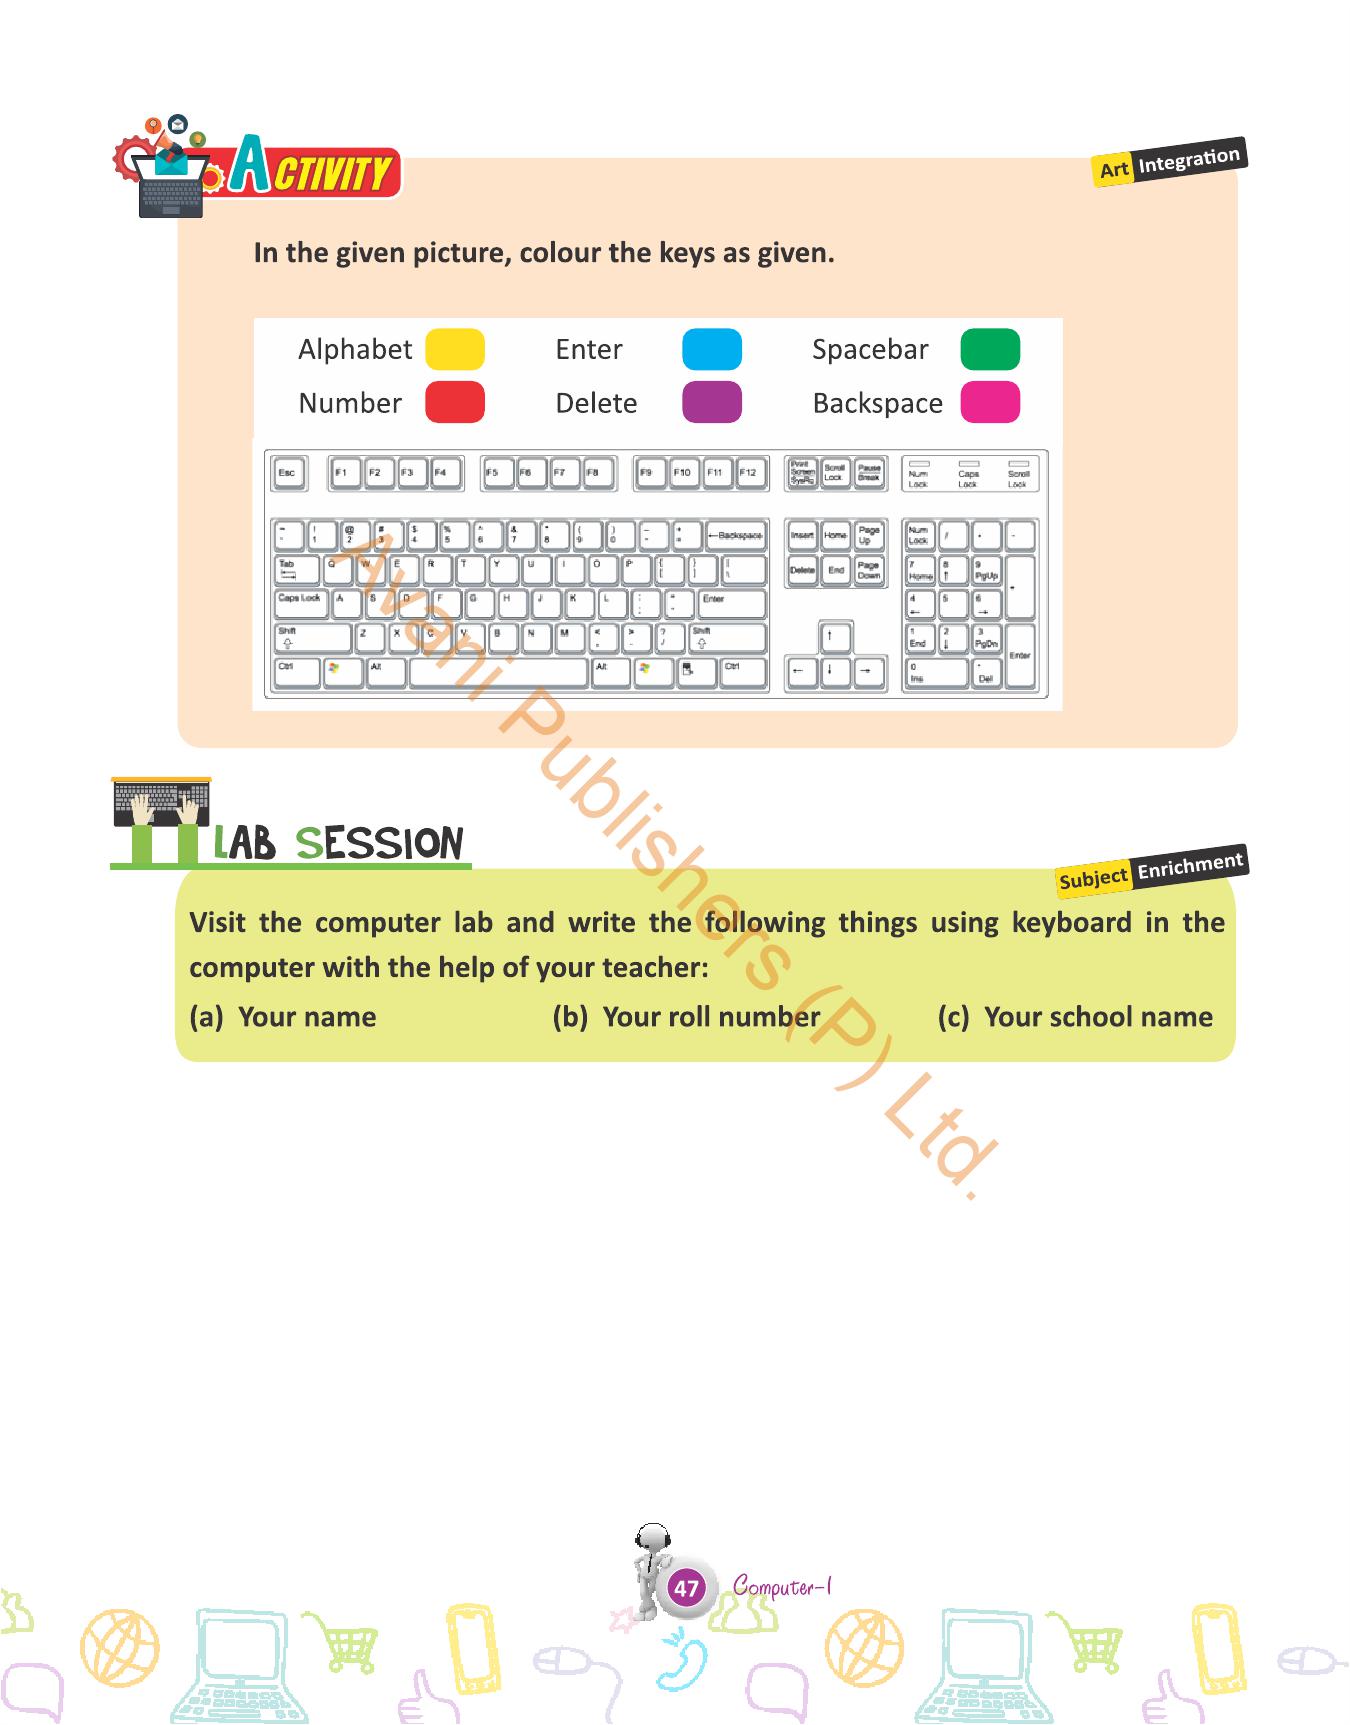 ACTIVITY
Art Integration
In the given picture, colour the keys as given.
Alphabet Enter Spacebar
Number Delete Backspace
Esc F1 F2 F3 F4 F5 F6 F7 F8 F9 F10 F11 F12 Print Screen SysRq Scroll Lock Pause Break Num Lock Caps Lock Scroll Lock
! 1 @ 2 # 3 $ 4 % 5 ^ 6 & 7 * 8 ( 9 ) 0 ←Backspace Insert Home Page Up Num Lock /
Tab Q W E R T Y U I O P Delete End Page Down 7 Home 8 ↑ 9 PgUp +
Caps Lock A S D F G H J K L Enter 4 ← 5 6 →
Shift Z X C V B N M ? / Shift ↑ 1 End 2 ↓ 3 PgDn Enter
Ctrl Alt Alt Ctrl ← ↓ → 0 Ins Del
Avani Publishers (P) Ltd.
LAB SESSION
Subject Enrichment
Visit the computer lab and write the following things using keyboard in the
computer with the help of your teacher:
(a) Your name (b) Your roll number (c) Your school name
47 Computer-1